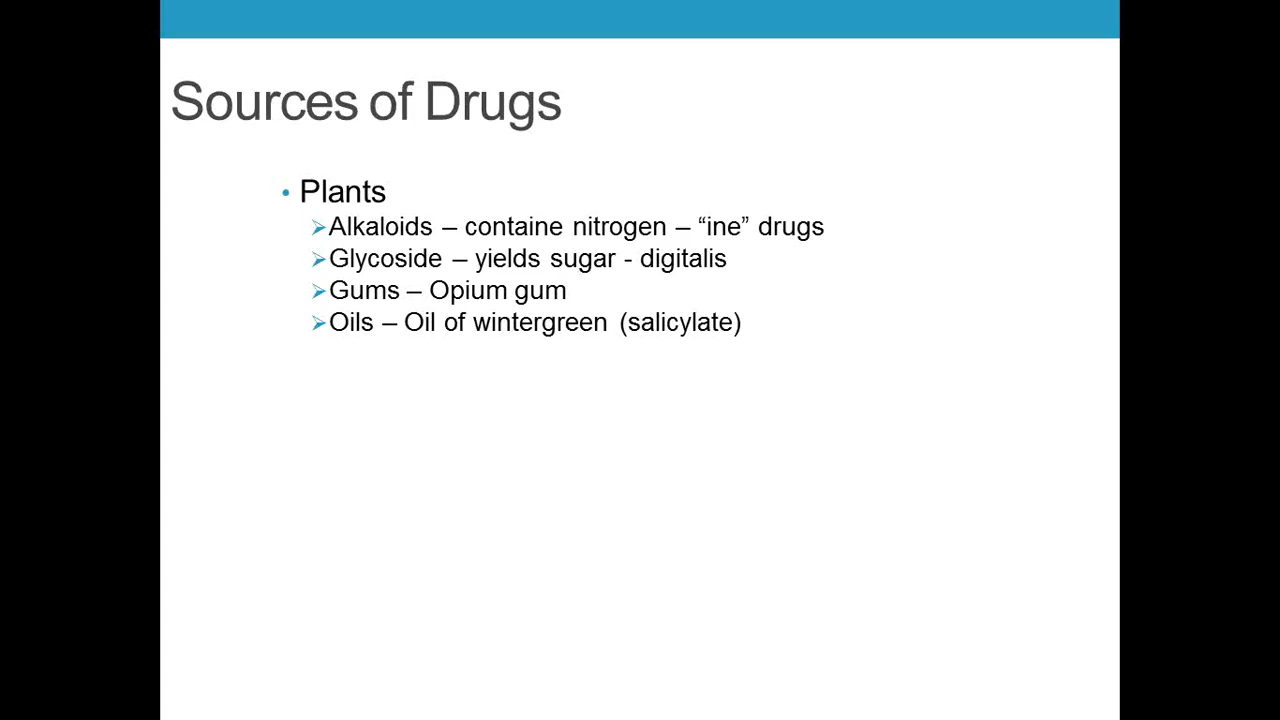 Sources of Drugs
• Plants
➢Alkaloids – containe nitrogen – “ine” drugs
➢Glycoside – yields sugar - digitalis
➢Gums – Opium gum
➢Oils – Oil of wintergreen (salicylate)